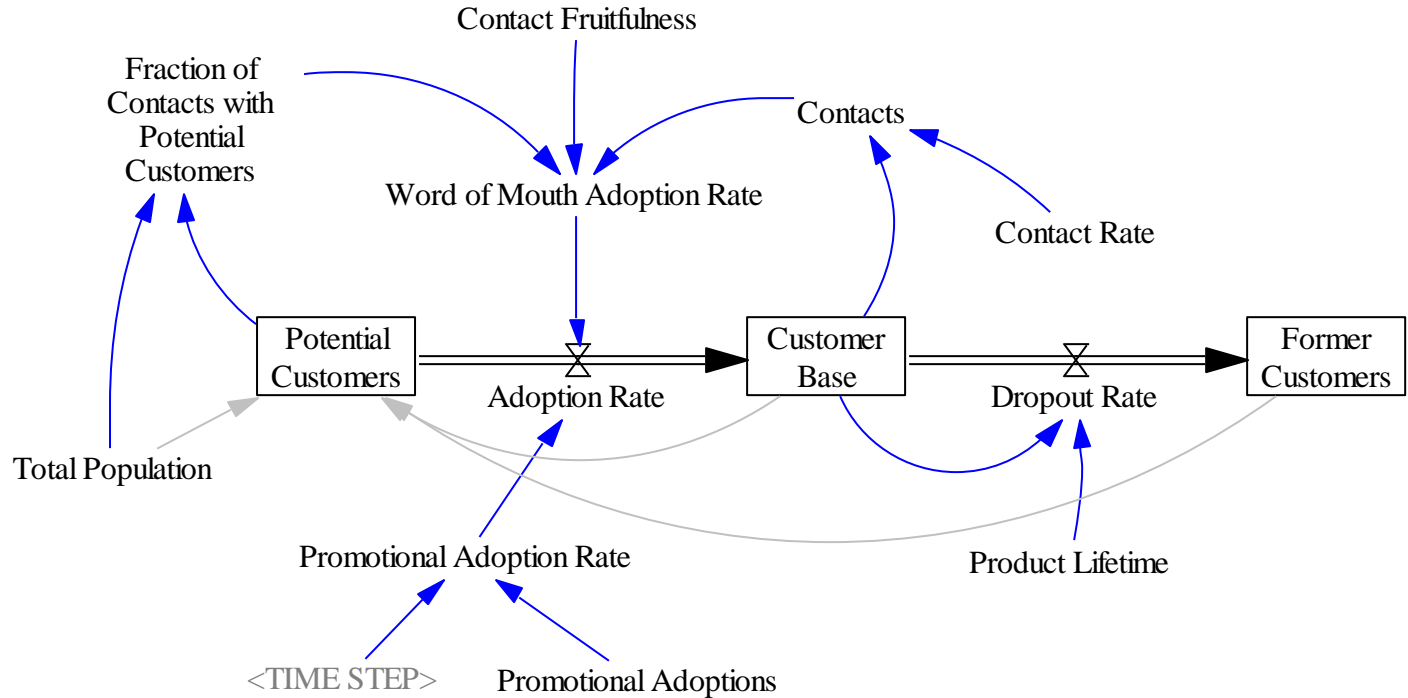 Contact Fruitfulness
Fraction of
Contacts with
Potential
Customers
Contacts
Word of Mouth Adoption Rate
Contact Rate
Potential
Customers
Customer
Base
Former
Customers
Adoption Rate
Dropout Rate
Total Population
Promotional Adoption Rate
Product Lifetime
<TIME STEP>
Promotional Adoptions